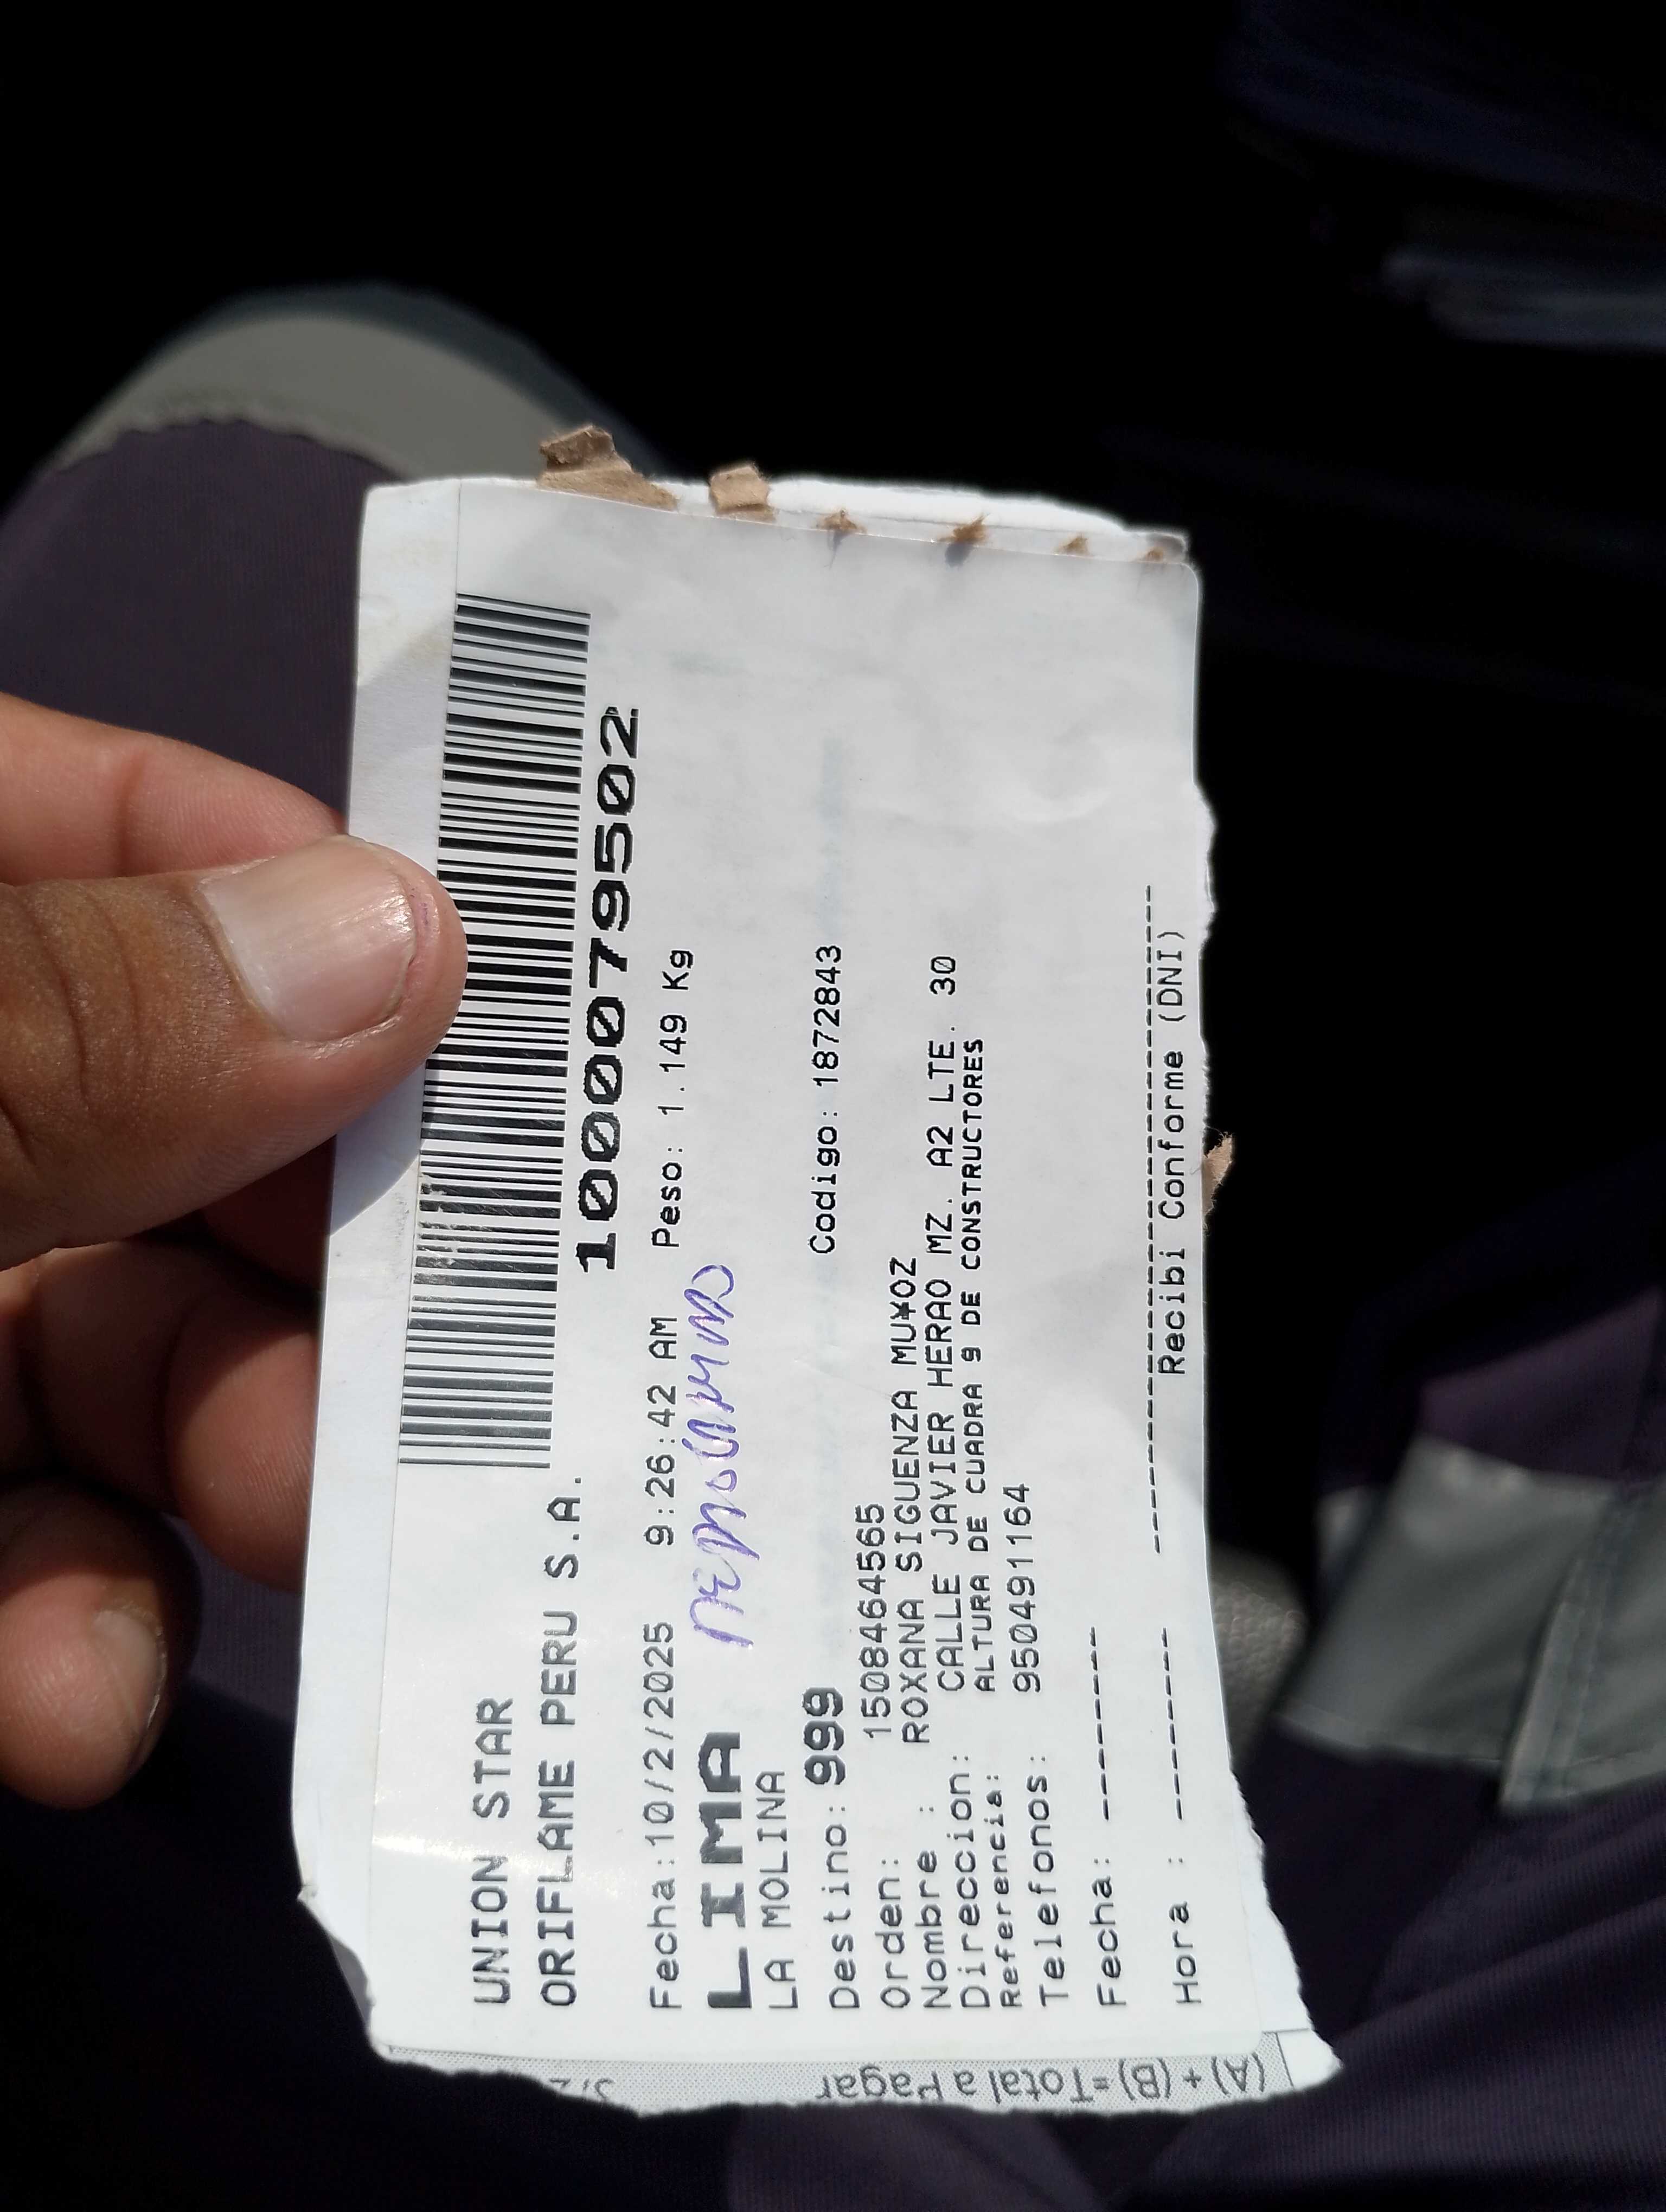 1000079502
UNION STAR
ORIFLAME PERU S.A.
Fecha:10/2/2025 9:26:42 AM Peso: 1.149 Kg
LIMA
LA MOLINA
Destino: 999 Codigo: 1872843
Orden: 1508464565
Nombre : ROXANA SIGUENZA MU¥OZ
Direccion: CALLE JAVIER HERAO MZ. A2 LTE. 30
Referencia: ALTURA DE CUADRA 9 DE CONSTRUCTORES
Telefonos: 950491164
Fecha: -------
Hora : -------
Recibi Conforme (DNI)
(A) + (B)=Total a Pagar